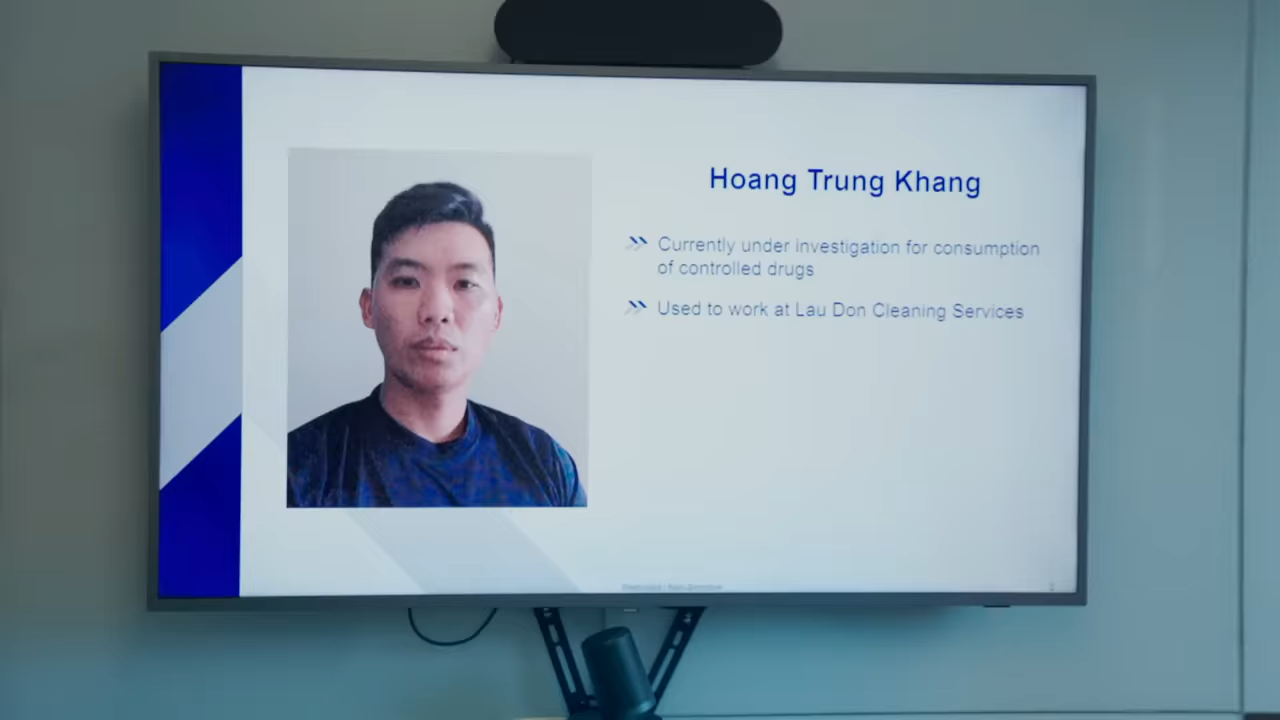 Hoang Trung Khang
Currently under investigation for consumption
of controlled drugs
Used to work at Lau Don Cleaning Services